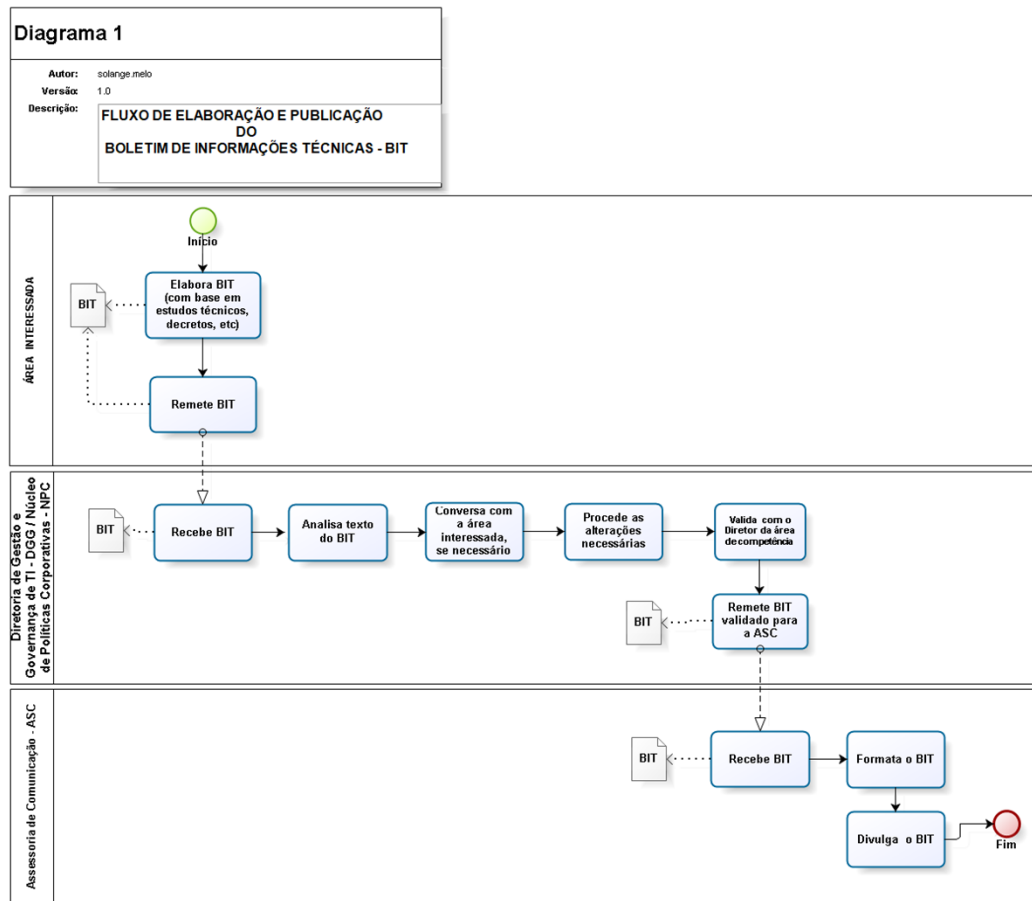 Diagrama 1
Autor: solange.melo
Versão: 1.0
Descrição:
FLUXO DE ELABORAÇÃO E PUBLICAÇÃO
DO
BOLETIM DE INFORMAÇÕES TÉCNICAS - BIT
ÁREA INTERESSADA
Início
Elabora BIT
(com base em
estudos técnicos,
decretos, etc)
BIT
Remete BIT
Diretoria de Gestão e
Governança de TI - DGG / Núcleo
de Políticas Corporativas - NPC
BIT
Recebe BIT
Analisa texto
do BIT
Conversa com
a área
interessada,
se necessário
Procede as
alterações
necessárias
Valida com o
Diretor da área
de competência
BIT
Remete BIT
validado para
a ASC
Assessoria de Comunicação - ASC
BIT
Recebe BIT
Formata o BIT
Divulga o BIT
Fim